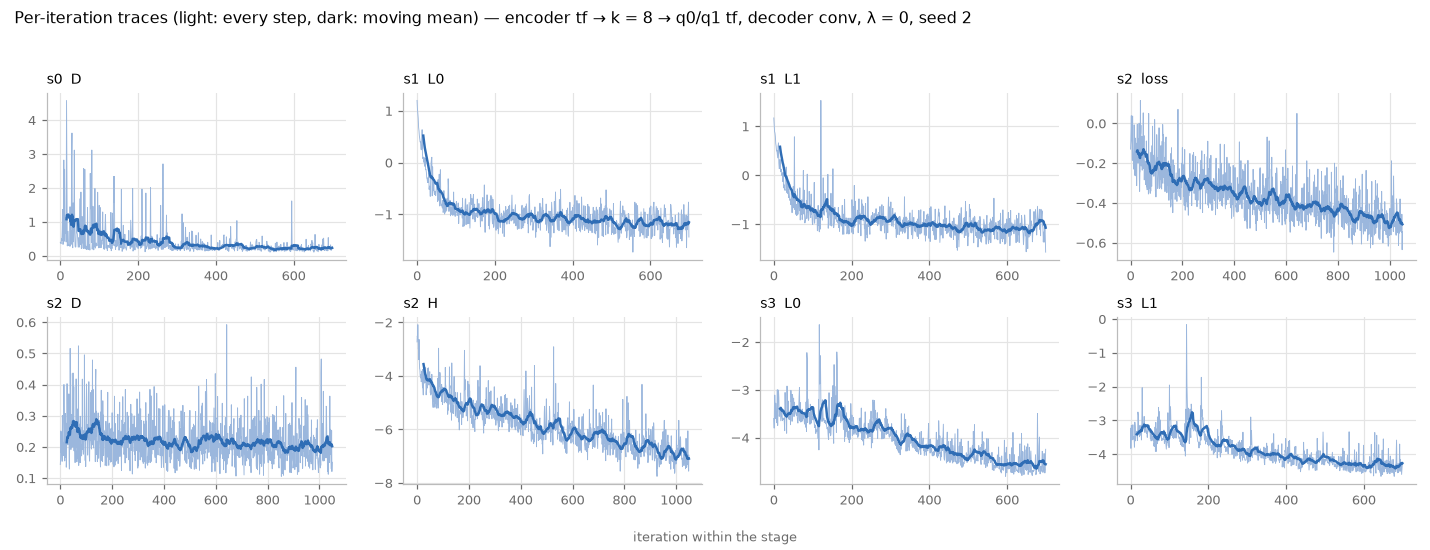 Per-iteration traces (light: every step, dark: moving mean) — encoder tf → k = 8 → q0/q1 tf, decoder conv, λ = 0, seed 2
s0 D
4
3
2
1
0
0 200 400 600
s1 L0
1
0
−1
0 200 400 600
s1 L1
1
0
−1
0 200 400 600
s2 loss
0.0
−0.2
−0.4
−0.6
0 200 400 600 800 1000
s2 D
0.6
0.5
0.4
0.3
0.2
0.1
0 200 400 600 800 1000
s2 H
−2
−4
−6
−8
0 200 400 600 800 1000
s3 L0
−2
−3
−4
0 200 400 600
s3 L1
0
−1
−2
−3
−4
0 200 400 600
iteration within the stage